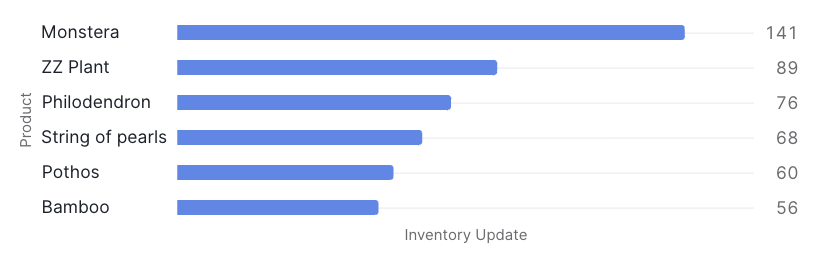 Product
Monstera 141
ZZ Plant 89
Philodendron 76
String of pearls 68
Pothos 60
Bamboo 56
Inventory Update